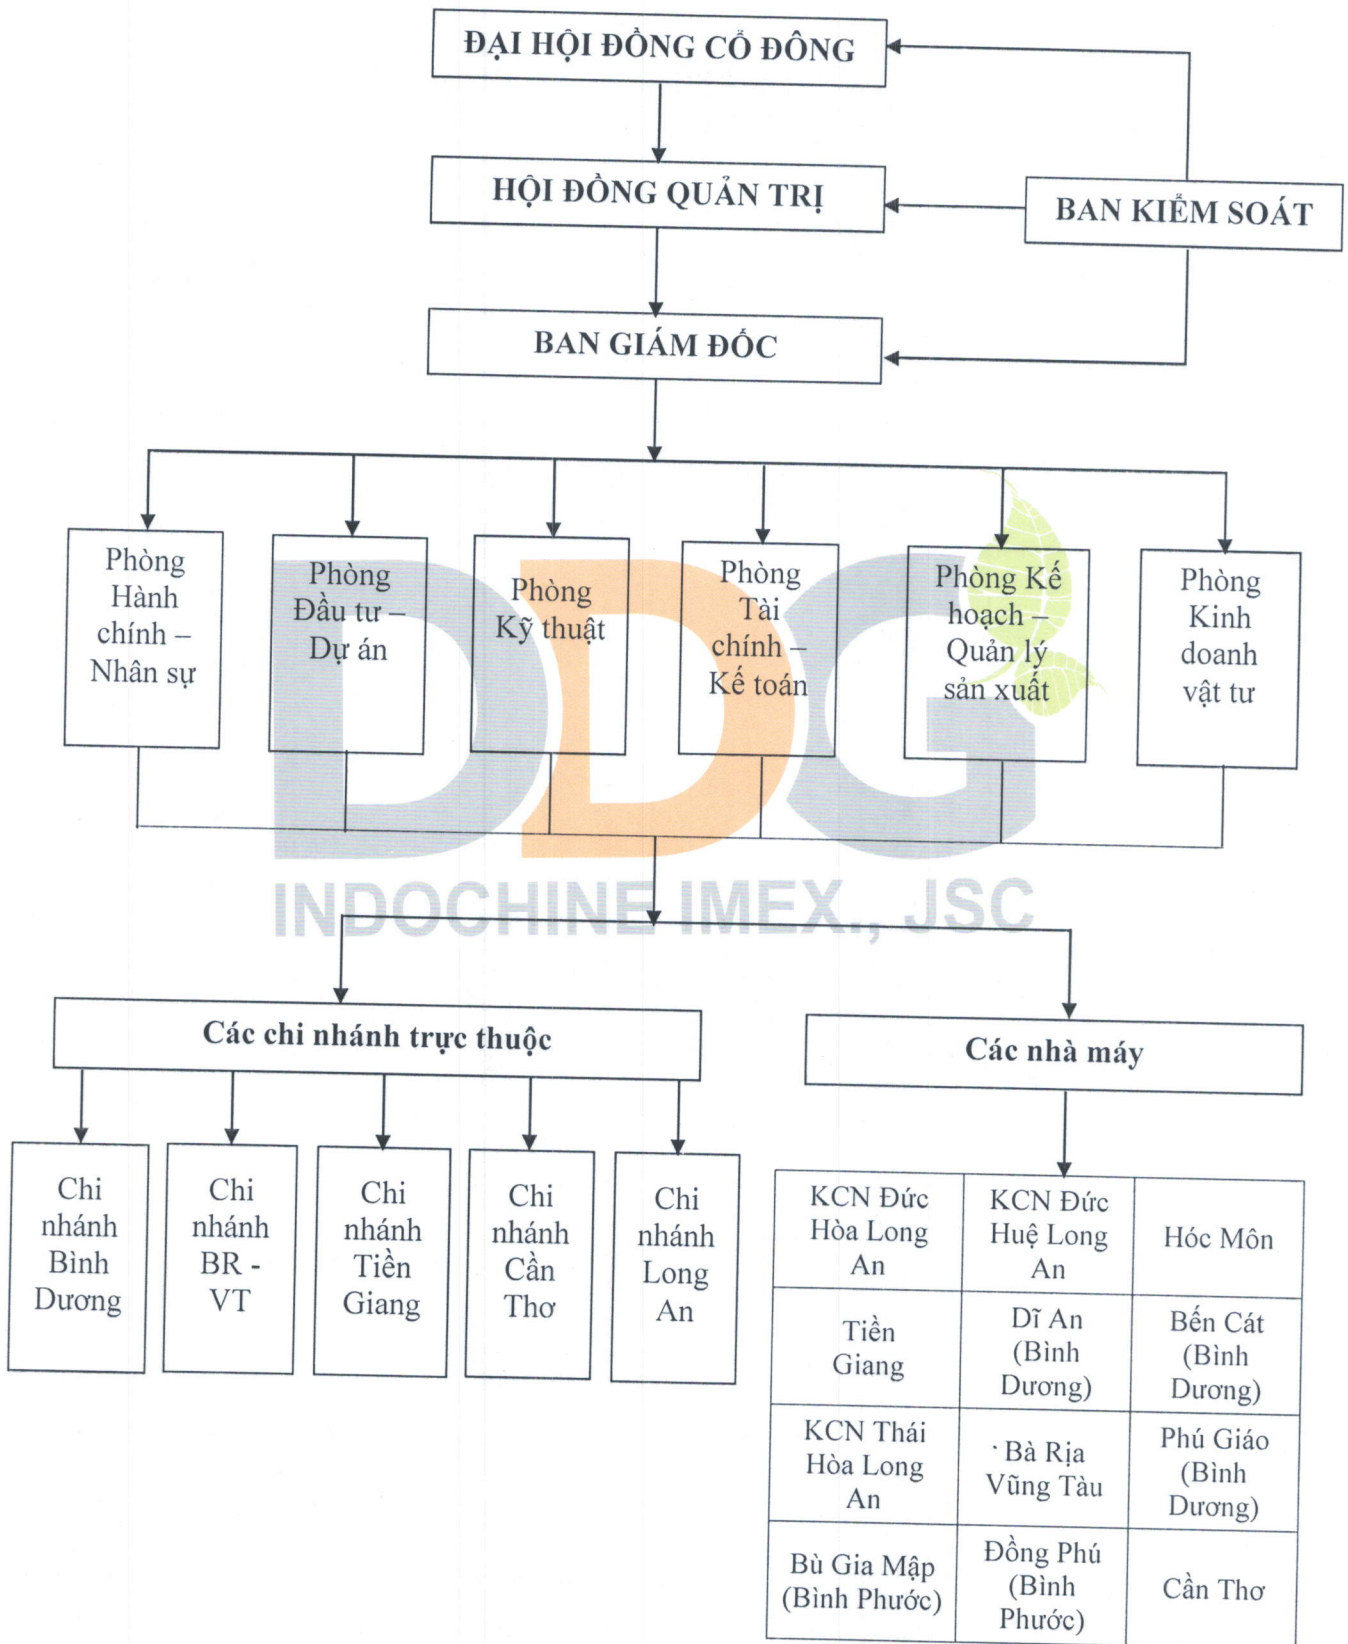 ĐẠI HỘI ĐỒNG CỔ ĐÔNG
HỘI ĐỒNG QUẢN TRỊ
BAN KIỂM SOÁT
BAN GIÁM ĐỐC
Phòng
Hành
chính –
Nhân sự
Phòng
Đầu tư –
Dự án
Phòng
Kỹ thuật
Phòng
Tài
chính –
Kế toán
Phòng Kế
hoạch –
Quản lý
sản xuất
Phòng
Kinh
doanh
vật tư
DDG
INDOCHINE IMEX., JSC
Các chi nhánh trực thuộc
Các nhà máy
Chi
nhánh
Bình
Dương
Chi
nhánh
BR -
VT
Chi
nhánh
Tiền
Giang
Chi
nhánh
Cần
Thơ
Chi
nhánh
Long
An
KCN Đức
Hòa Long
An
KCN Đức
Huệ Long
An
Hóc Môn
Tiền
Giang
Dĩ An
(Bình
Dương)
Bến Cát
(Bình
Dương)
KCN Thái
Hòa Long
An
Bà Rịa
Vũng Tàu
Phú Giáo
(Bình
Dương)
Bù Gia Mập
(Bình Phước)
Đồng Phú
(Bình
Phước)
Cần Thơ